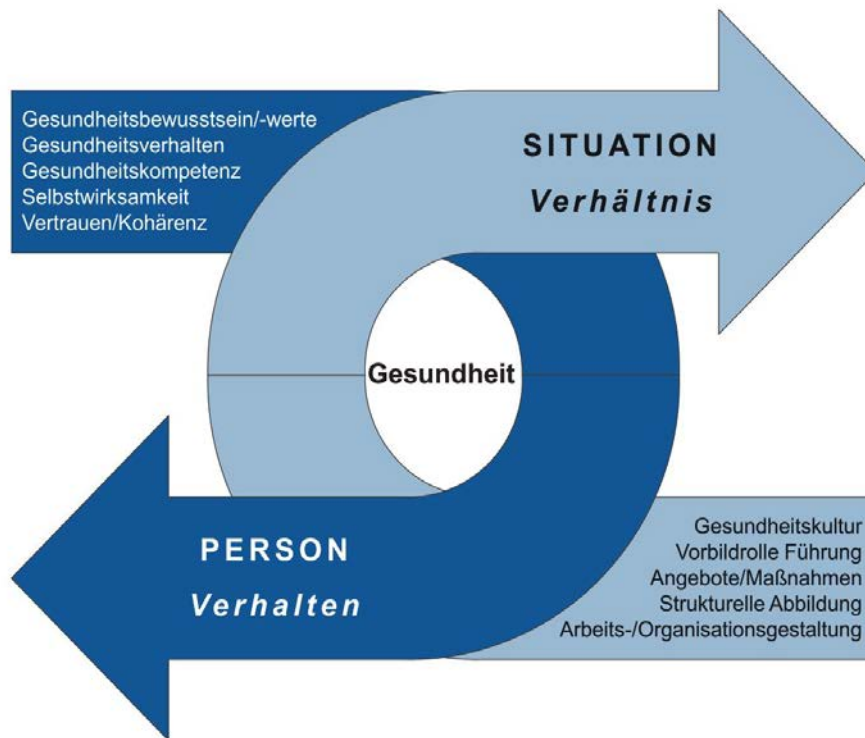 Gesundheitsbewusstsein/-werte
Gesundheitsverhalten
Gesundheitskompetenz
Selbstwirksamkeit
Vertrauen/Kohärenz
SITUATION
Verhältnis
Gesundheit
PERSON
Verhalten
Gesundheitskultur
Vorbildrolle Führung
Angebote/Maßnahmen
Strukturelle Abbildung
Arbeits-/Organisationsgestaltung